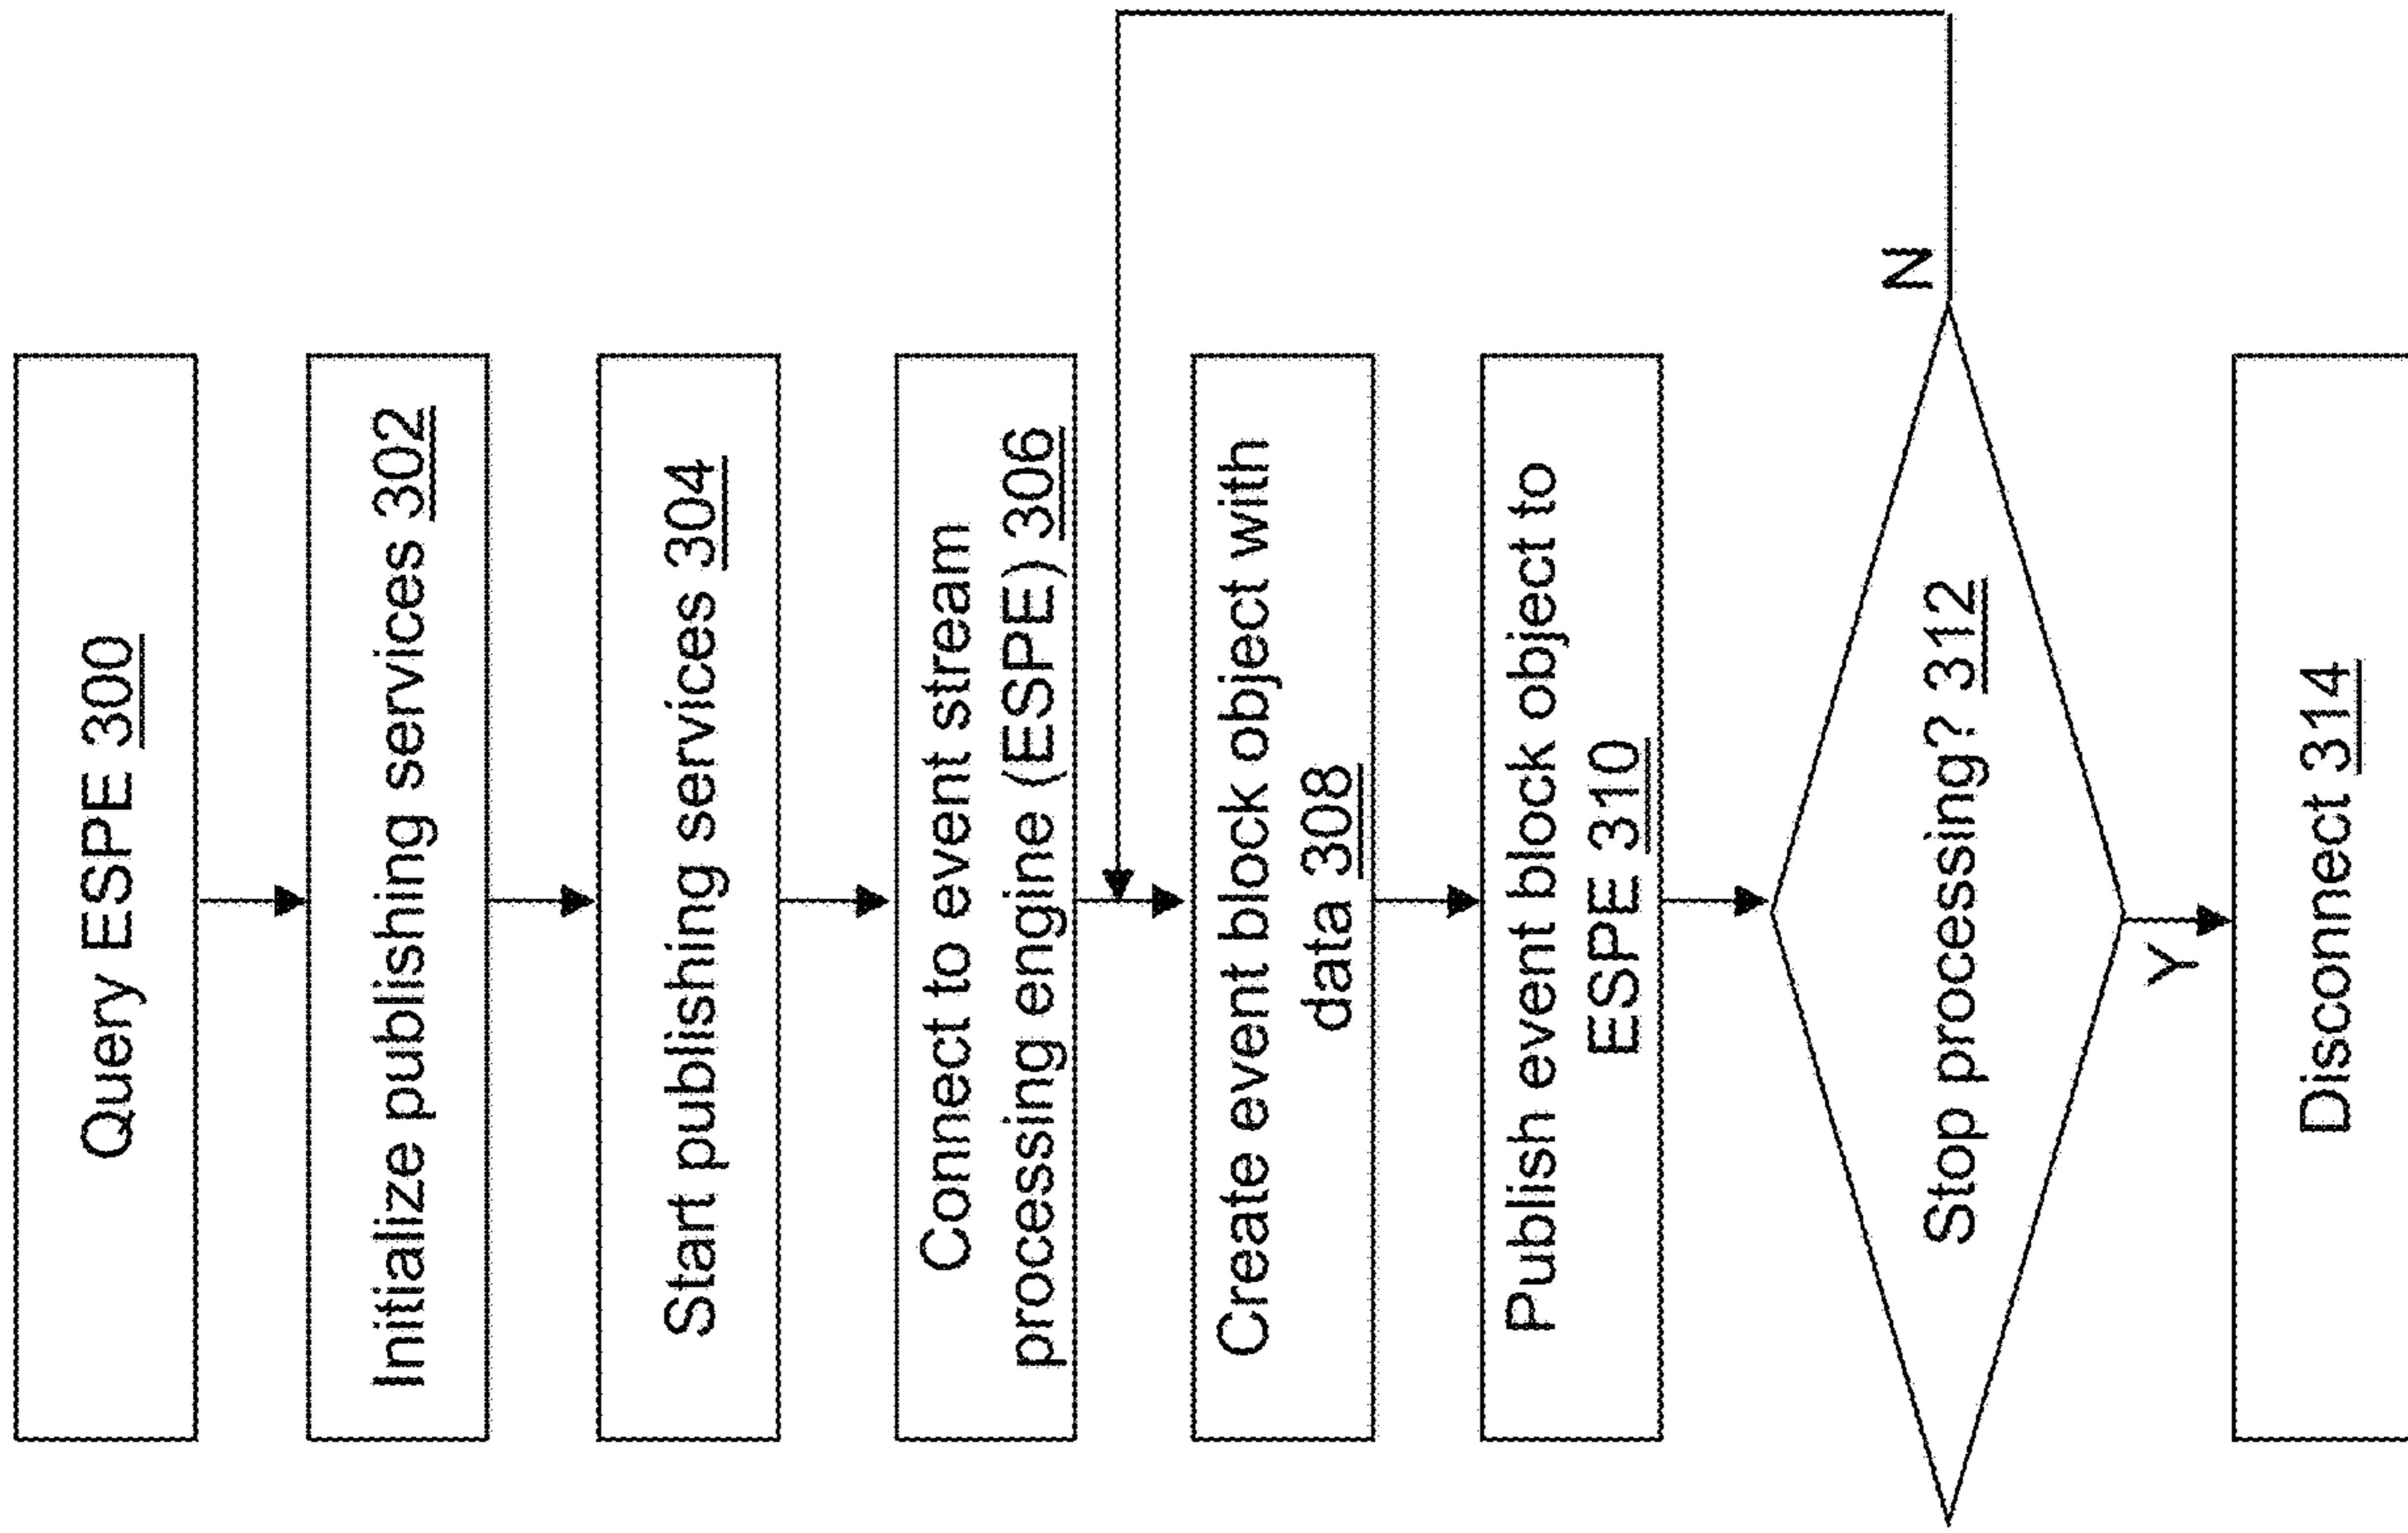 Query ESPE 300
Initialize publishing services 302
Start publishing services 304
Connect to event stream
processing engine (ESPE) 306
Create event block object with
data 308
Publish event block object to
ESPE 310
Stop processing? 312
N
Y
Disconnect 314